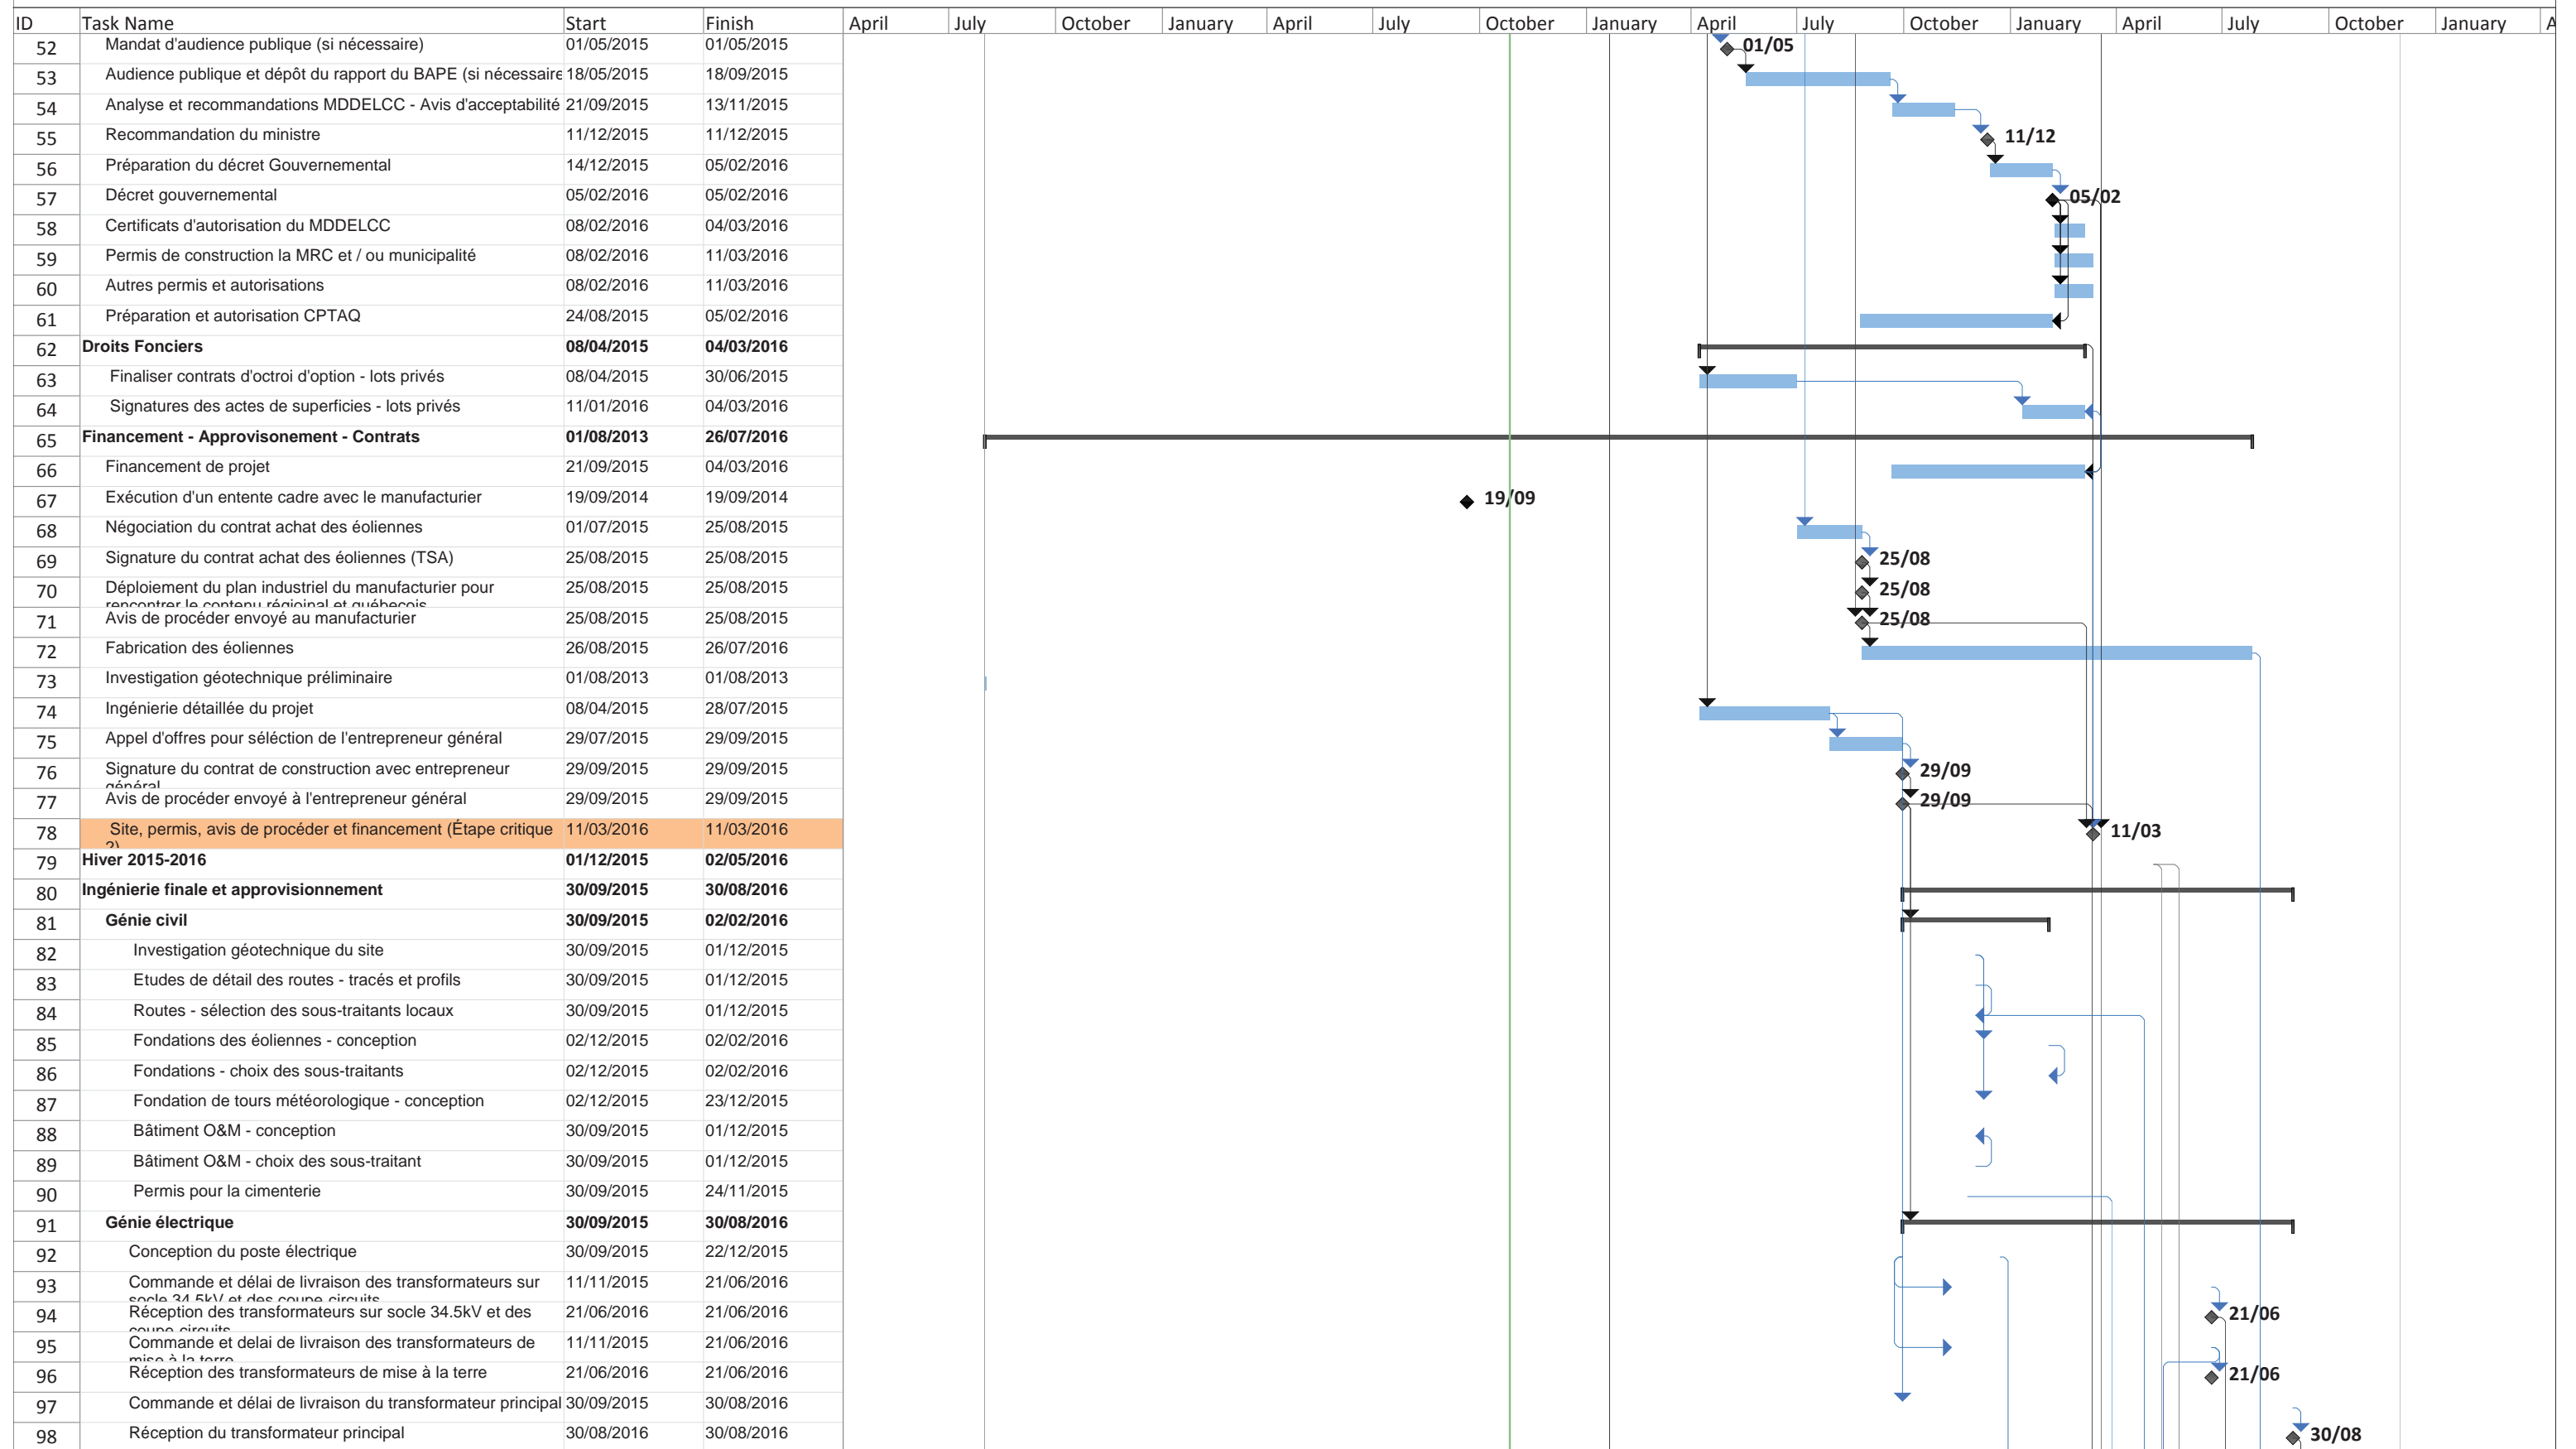 ID Task Name Start Finish April July October January April July October January April July October January April July October January A
52 Mandat d'audience publique (si nécessaire) 01/05/2015 01/05/2015 01/05
53 Audience publique et dépôt du rapport du BAPE (si nécessaire 18/05/2015 18/09/2015
54 Analyse et recommandations MDDELCC - Avis d'acceptabilité 21/09/2015 13/11/2015
55 Recommandation du ministre 11/12/2015 11/12/2015 11/12
56 Préparation du décret Gouvernemental 14/12/2015 05/02/2016
57 Décret gouvernemental 05/02/2016 05/02/2016 05/02
58 Certificats d'autorisation du MDDELCC 08/02/2016 04/03/2016
59 Permis de construction la MRC et / ou municipalité 08/02/2016 11/03/2016
60 Autres permis et autorisations 08/02/2016 11/03/2016
61 Préparation et autorisation CPTAQ 24/08/2015 05/02/2016
62 Droits Fonciers 08/04/2015 04/03/2016
63 Finaliser contrats d'octroi d'option - lots privés 08/04/2015 30/06/2015
64 Signatures des actes de superficies - lots privés 11/01/2016 04/03/2016
65 Financement - Approvisonement - Contrats 01/08/2013 26/07/2016
66 Financement de projet 21/09/2015 04/03/2016
67 Exécution d'un entente cadre avec le manufacturier 19/09/2014 19/09/2014 19/09
68 Négociation du contrat achat des éoliennes 01/07/2015 25/08/2015
69 Signature du contrat achat des éoliennes (TSA) 25/08/2015 25/08/2015 25/08
70 Déploiement du plan industriel du manufacturier pour 25/08/2015 25/08/2015 25/08
rencontrer le contenu régional et québecois
71 Avis de procéder envoyé au manufacturier 25/08/2015 25/08/2015 25/08
72 Fabrication des éoliennes 26/08/2015 26/07/2016
73 Investigation géotechnique préliminaire 01/08/2013 01/08/2013
74 Ingénierie détaillée du projet 08/04/2015 28/07/2015
75 Appel d'offres pour séléction de l'entrepreneur général 29/07/2015 29/09/2015
76 Signature du contrat de construction avec entrepreneur 29/09/2015 29/09/2015 29/09
général
77 Avis de procéder envoyé à l'entrepreneur général 29/09/2015 29/09/2015 29/09
78 Site, permis, avis de procéder et financement (Étape critique 11/03/2016 11/03/2016 11/03
2)
79 Hiver 2015-2016 01/12/2015 02/05/2016
80 Ingénierie finale et approvisionnement 30/09/2015 30/08/2016
81 Génie civil 30/09/2015 02/02/2016
82 Investigation géotechnique du site 30/09/2015 01/12/2015
83 Etudes de détail des routes - tracés et profils 30/09/2015 01/12/2015
84 Routes - sélection des sous-traitants locaux 30/09/2015 01/12/2015
85 Fondations des éoliennes - conception 02/12/2015 02/02/2016
86 Fondations - choix des sous-traitants 02/12/2015 02/02/2016
87 Fondation de tours météorologique - conception 02/12/2015 23/12/2015
88 Bâtiment O&M - conception 30/09/2015 01/12/2015
89 Bâtiment O&M - choix des sous-traitant 30/09/2015 01/12/2015
90 Permis pour la cimenterie 30/09/2015 24/11/2015
91 Génie électrique 30/09/2015 30/08/2016
92 Conception du poste électrique 30/09/2015 22/12/2015
93 Commande et délai de livraison des transformateurs sur 11/11/2015 21/06/2016
socle 34.5kV et des coupe-circuits
94 Réception des transformateurs sur socle 34.5kV et des 21/06/2016 21/06/2016 21/06
coupe-circuits
95 Commande et delai de livraison des transformateurs de 11/11/2015 21/06/2016
mise à la terre
96 Réception des transformateurs de mise à la terre 21/06/2016 21/06/2016 21/06
97 Commande et délai de livraison du transformateur principal 30/09/2015 30/08/2016
98 Réception du transformateur principal 30/08/2016 30/08/2016 30/08